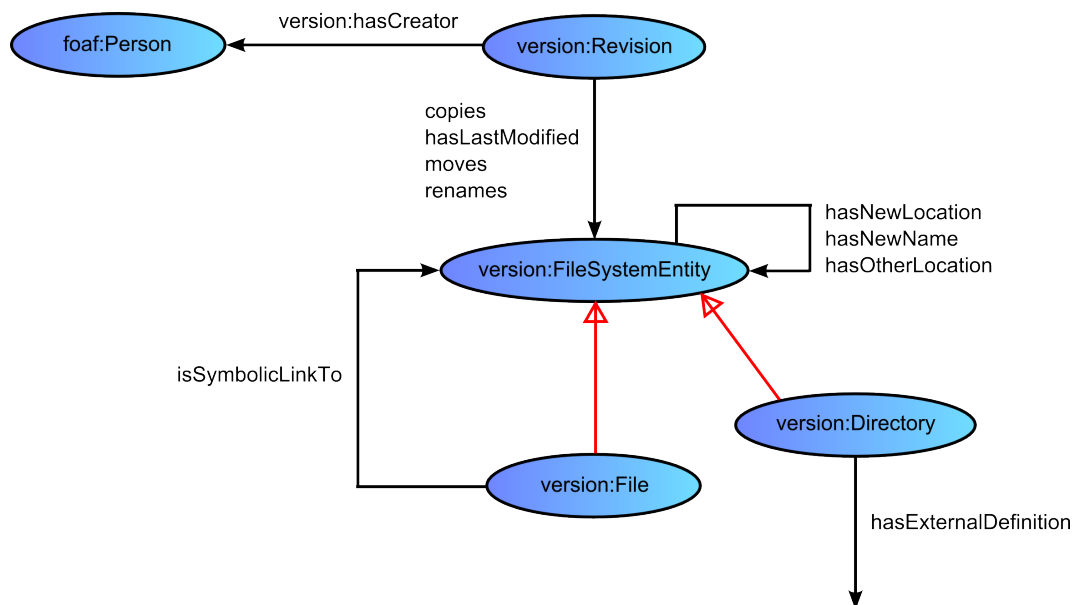 version:hasCreator
foaf:Person
version:Revision
copies
hasLastModified
moves
renames
hasNewLocation
hasNewName
hasOtherLocation
version:FileSystemEntity
isSymbolicLinkTo
version:Directory
version:File
hasExternalDefinition